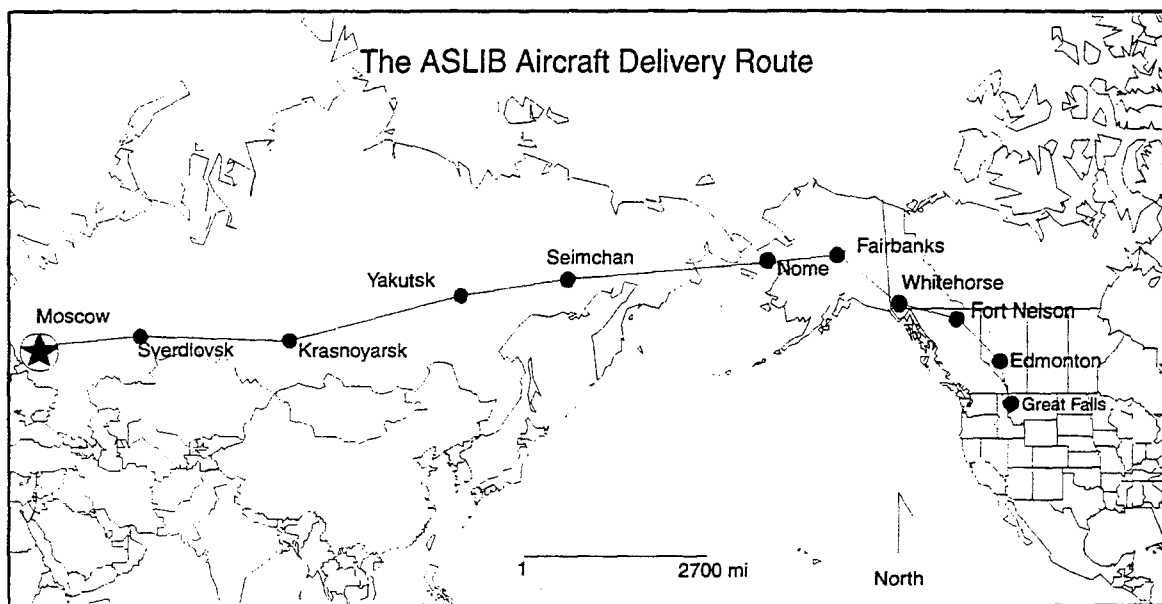 The ASLIB Aircraft Delivery Route
Fairbanks
Seimchan
Nome
Yakutsk
Whitehorse
Moscow
Fort Nelson
Sverdlovsk
Krasnoyarsk
Edmonton
Great Falls
1 2700 mi
North